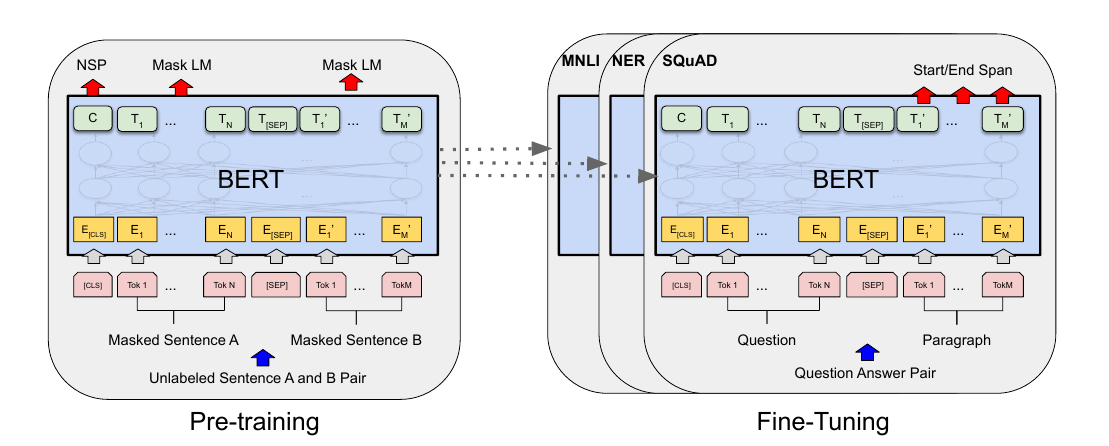 NSP Mask LM Mask LM
C T1 ... TN T[SEP] T1’ ... TM’
...
BERT
...
E[CLS] E1 ... EN E[SEP] E1’ ... EM’
[CLS] Tok 1 ... Tok N [SEP] Tok 1 ... TokM
Masked Sentence A Masked Sentence B
Unlabeled Sentence A and B Pair
Pre-training
MNLI NER SQuAD
Start/End Span
C T1 ... TN T[SEP] T1’ ... TM’
...
BERT
...
E[CLS] E1 ... EN E[SEP] E1’ ... EM’
[CLS] Tok 1 ... Tok N [SEP] Tok 1 ... TokM
Question Paragraph
Question Answer Pair
Fine-Tuning